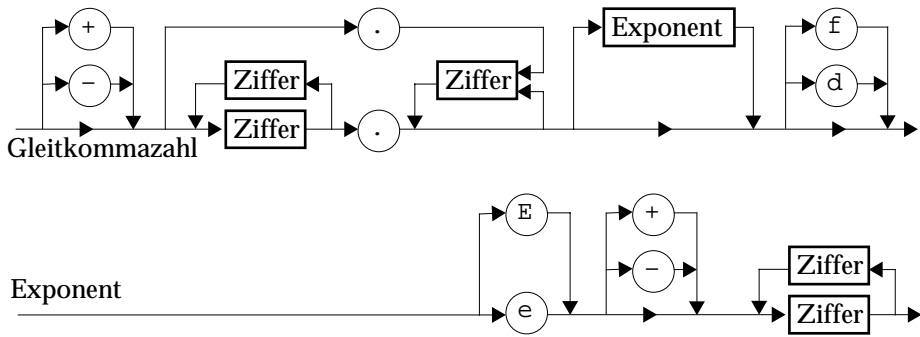 + . Exponent f
- Ziffer Ziffer d
Ziffer .
Gleitkommazahl
E +
- Ziffer
Exponent e Ziffer